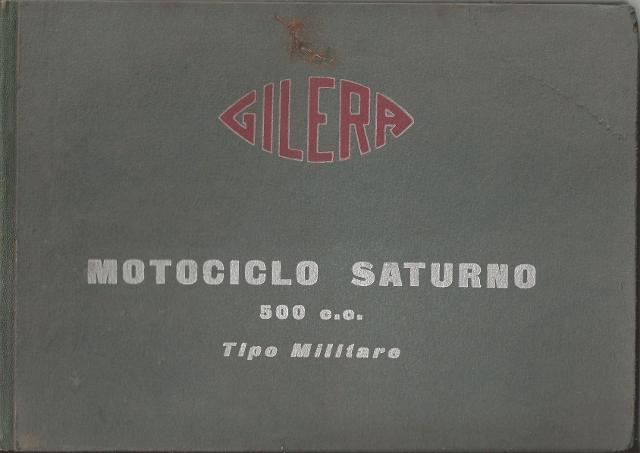 GILERA
MOTOCICLO SATURNO
500 c.c.
Tipo Militare